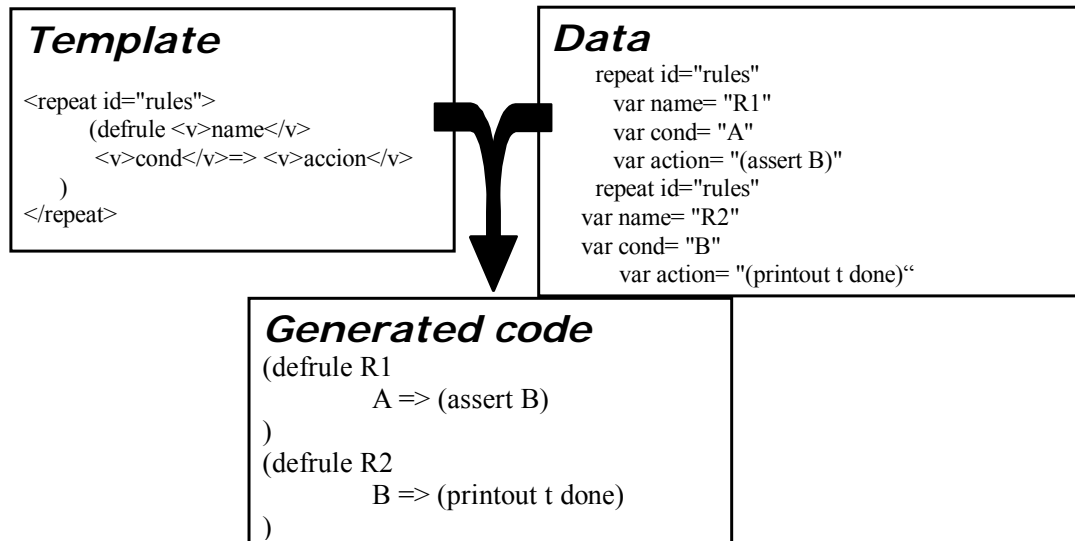 Template
<repeat id="rules">
(defrule <v>name</v>
<v>cond</v>=> <v>accion</v>
)
</repeat>
Data
repeat id="rules"
var name= "R1"
var cond= "A"
var action= "(assert B)"
repeat id="rules"
var name= "R2"
var cond= "B"
var action= "(printout t done)“
Generated code
(defrule R1
A => (assert B)
)
(defrule R2
B => (printout t done)
)